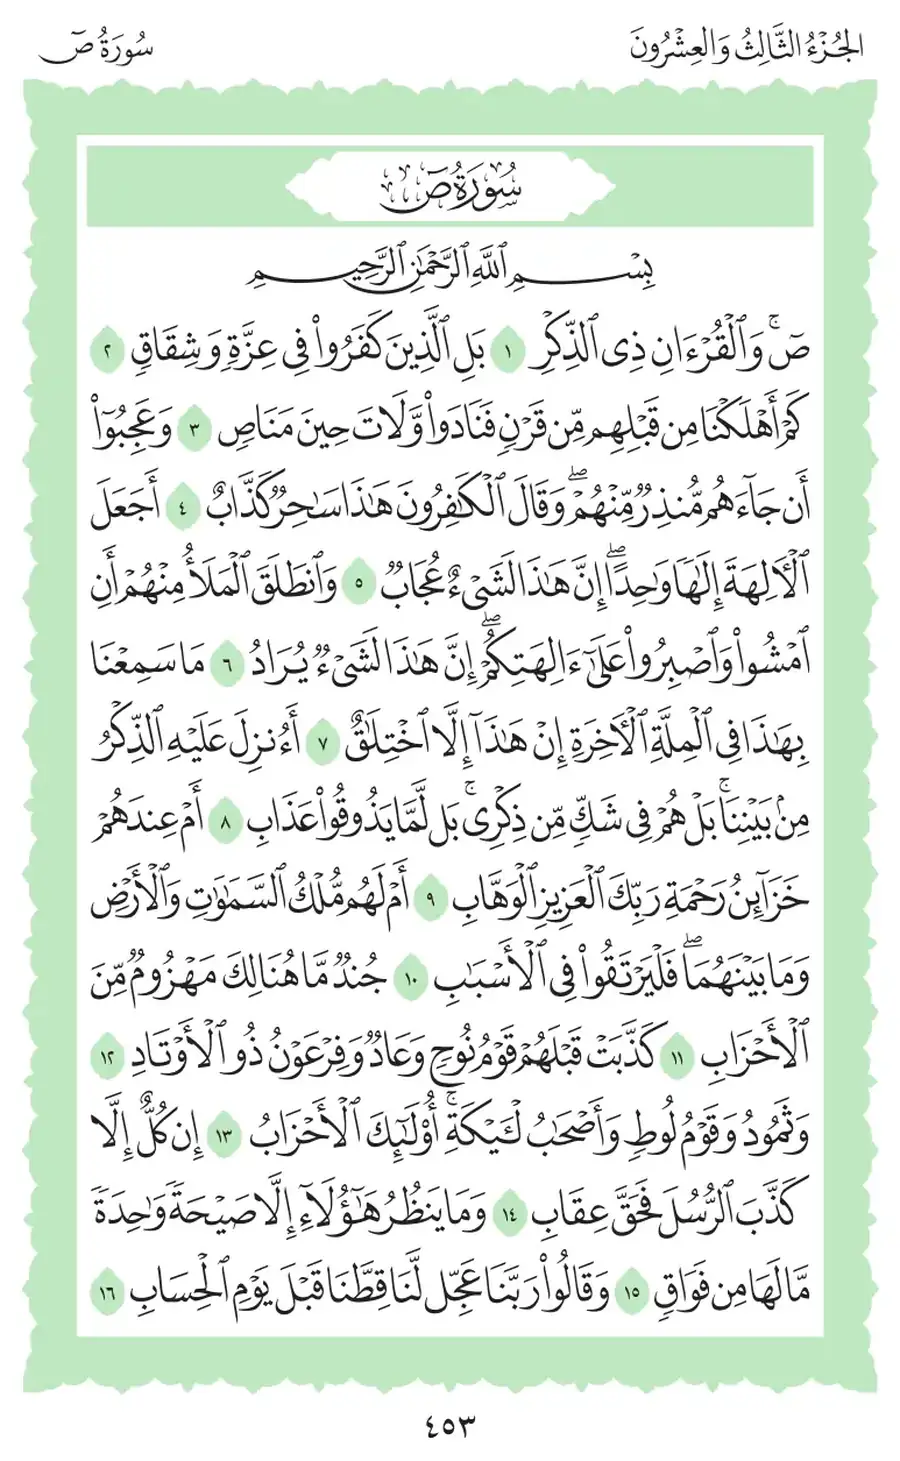 الجُزْءُ الثَّالِثُ وَالعِشْرُونَ
سُورَةُ صٓ
سُورَةُ صٓ
بِسْمِ ٱللَّهِ ٱلرَّحْمَٰنِ ٱلرَّحِيمِ
صٓۚ وَٱلْقُرْءَانِ ذِى ٱلذِّكْرِ ١ بَلِ ٱلَّذِينَ كَفَرُوا۟ فِى عِزَّةٍ وَشِقَاقٍ ٢
كَمْ أَهْلَكْنَا مِن قَبْلِهِم مِّن قَرْنٍ فَنَادَوا۟ وَّلَاتَ حِينَ مَنَاصٍ ٣ وَعَجِبُوٓا۟
أَن جَآءَهُم مُّنذِرٌ مِّنْهُمْۖ وَقَالَ ٱلْكَٰفِرُونَ هَٰذَا سَٰحِرٌ كَذَّابٌ ٤ أَجَعَلَ
ٱلْءَالِهَةَ إِلَٰهًا وَٰحِدًاۖ إِنَّ هَٰذَا لَشَىْءٌ عُجَابٌ ٥ وَٱنطَلَقَ ٱلْمَلَأُ مِنْهُمْ أَنِ
ٱمْشُوا۟ وَٱصْبِرُوا۟ عَلَىٰٓ ءَالِهَتِكُمْۖ إِنَّ هَٰذَا لَشَىْءٌ يُرَادُ ٦ مَا سَمِعْنَا
بِهَٰذَا فِى ٱلْمِلَّةِ ٱلْءَاخِرَةِ إِنْ هَٰذَآ إِلَّا ٱخْتِلَٰقٌ ٧ أَءُنزِلَ عَلَيْهِ ٱلذِّكْرُ
مِنۢ بَيْنِنَاۚ بَلْ هُمْ فِى شَكٍّ مِّن ذِكْرِىۚ بَل لَّمَّا يَذُوقُوا۟ عَذَابِ ٨ أَمْ عِندَهُمْ
خَزَآئِنُ رَحْمَةِ رَبِّكَ ٱلْعَزِيزِ ٱلْوَهَّابِ ٩ أَمْ لَهُم مُّلْكُ ٱلسَّمَٰوَٰتِ وَٱلْأَرْضِ
وَمَا بَيْنَهُمَاۖ فَلْيَرْتَقُوا۟ فِى ٱلْأَسْبَٰبِ ١٠ جُندٌ مَّا هُنَالِكَ مَهْزُومٌ مِّنَ
ٱلْأَحْزَابِ ١١ كَذَّبَتْ قَبْلَهُمْ قَوْمُ نُوحٍ وَعَادٌ وَفِرْعَوْنُ ذُو ٱلْأَوْتَادِ ١٢
وَثَمُودُ وَقَوْمُ لُوطٍ وَأَصْحَٰبُ لْـَٔيْكَةِۚ أُو۟لَٰٓئِكَ ٱلْأَحْزَابُ ١٣ إِن كُلٌّ إِلَّا
كَذَّبَ ٱلرُّسُلَ فَحَقَّ عِقَابِ ١٤ وَمَا يَنظُرُ هَٰٓؤُلَآءِ إِلَّا صَيْحَةً وَٰحِدَةً
مَّا لَهَا مِن فَوَاقٍ ١٥ وَقَالُوا۟ رَبَّنَا عَجِّل لَّنَا قِطَّنَا قَبْلَ يَوْمِ ٱلْحِسَابِ ١٦
٤٥٣